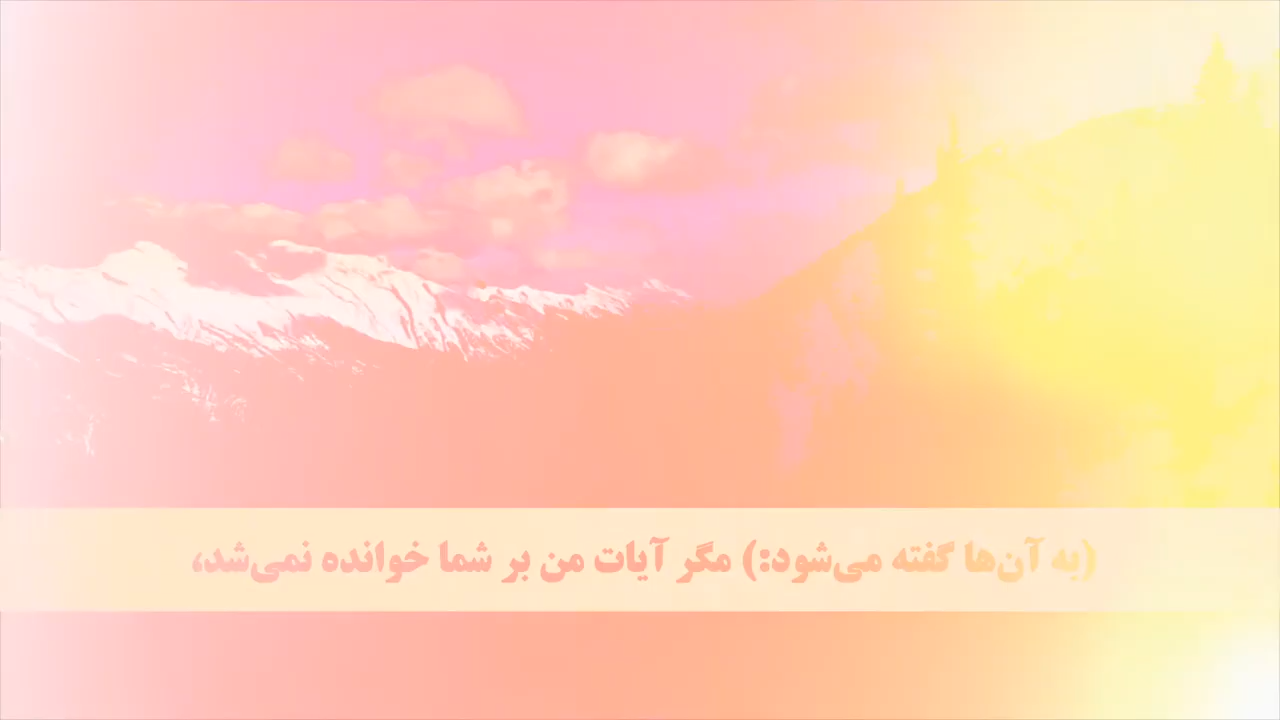 (به آن‌ها گفته می‌شود:) مگر آیات من بر شما خوانده نمی‌شد،